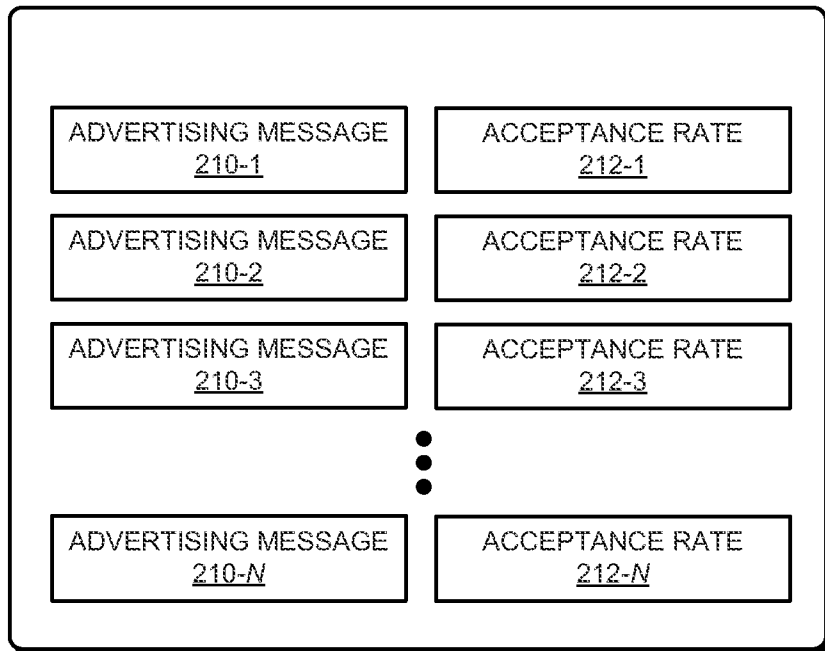 ADVERTISING MESSAGE
210-1
ACCEPTANCE RATE
212-1
ADVERTISING MESSAGE
210-2
ACCEPTANCE RATE
212-2
ADVERTISING MESSAGE
210-3
ACCEPTANCE RATE
212-3
ADVERTISING MESSAGE
210-N
ACCEPTANCE RATE
212-N